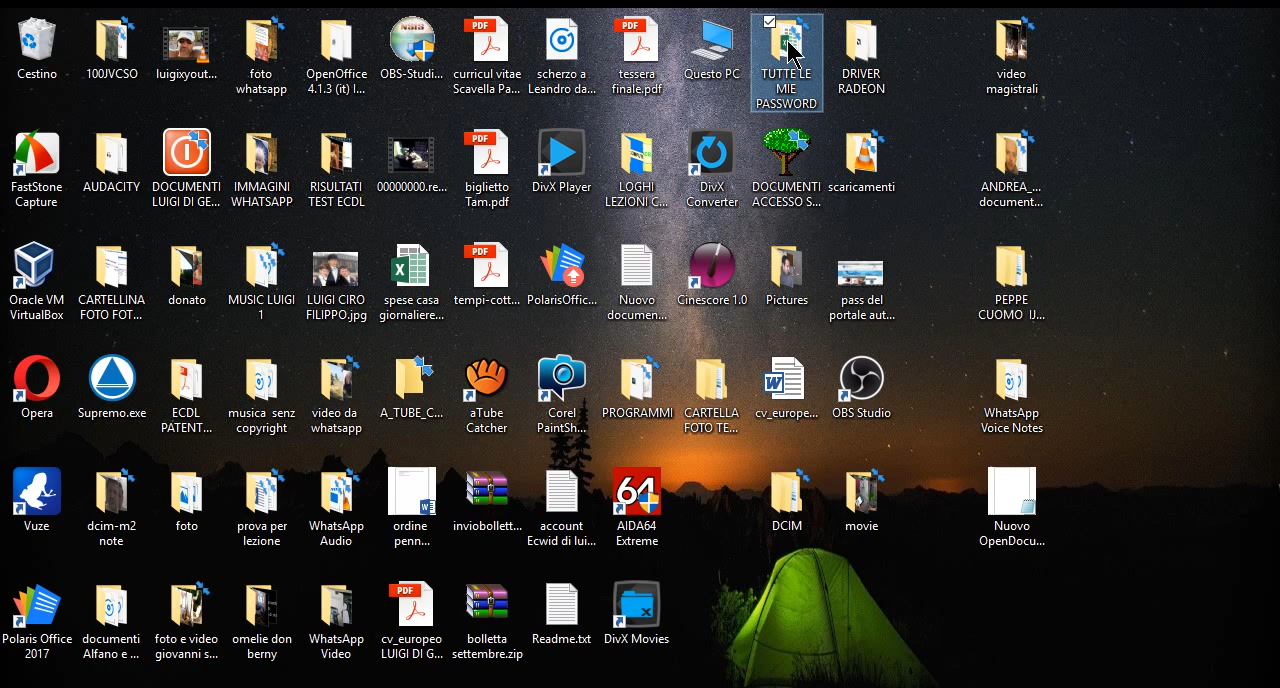 Cestino
100JVCSO
luigixyout...
foto
whatsapp
OpenOffice
4.1.3 (it) I...
NSIS
OBS-Studi...
PDF
curricul vitae
Scavella Pa...
scherzo a
Leandro da...
PDF
tessera
finale.pdf
Questo PC
TUTTE LE
MIE
PASSWORD
DRIVER
RADEON
video
magistrali
FastStone
Capture
AUDACITY
DOCUMENTI
LUIGI DI GE...
IMMAGINI
WHATSAPP
RISULTATI
TEST ECDL
00000000.re...
PDF
biglietto
Tam.pdf
DivX Player
LOGHI
LEZIONI C...
DivX
Converter
DOCUMENTI
ACCESSO S...
scaricamenti
ANDREA_...
document...
Oracle VM
VirtualBox
CARTELLINA
FOTO FOT...
donato
MUSIC LUIGI
1
LUIGI CIRO
FILIPPO.jpg
X
spese casa
giornaliere...
PDF
tempi-cott...
PolarisOffic...
Nuovo
documen...
Cinescore 1.0
Pictures
pass del
portale aut...
PEPPE
CUOMO IJ...
Opera
Supremo.exe
ECDL
PATENT...
musica senz
copyright
video da
whatsapp
A_TUBE_C...
aTube
Catcher
Corel
PaintSh...
PROGRAMMI
CARTELLA
FOTO TE...
W
cv_europe...
OBS Studio
WhatsApp
Voice Notes
Vuze
dcim-m2
note
foto
prova per
lezione
WhatsApp
Audio
W
ordine
penn...
inviobollett...
account
Ecwid di lui...
64
AIDA64
Extreme
DCIM
movie
Nuovo
OpenDocu...
Polaris Office
2017
documenti
Alfano e ...
foto e video
giovanni s...
omelie don
berny
WhatsApp
Video
PDF
cv_europeo
LUIGI DI G...
bolletta
settembre.zip
Readme.txt
DivX Movies